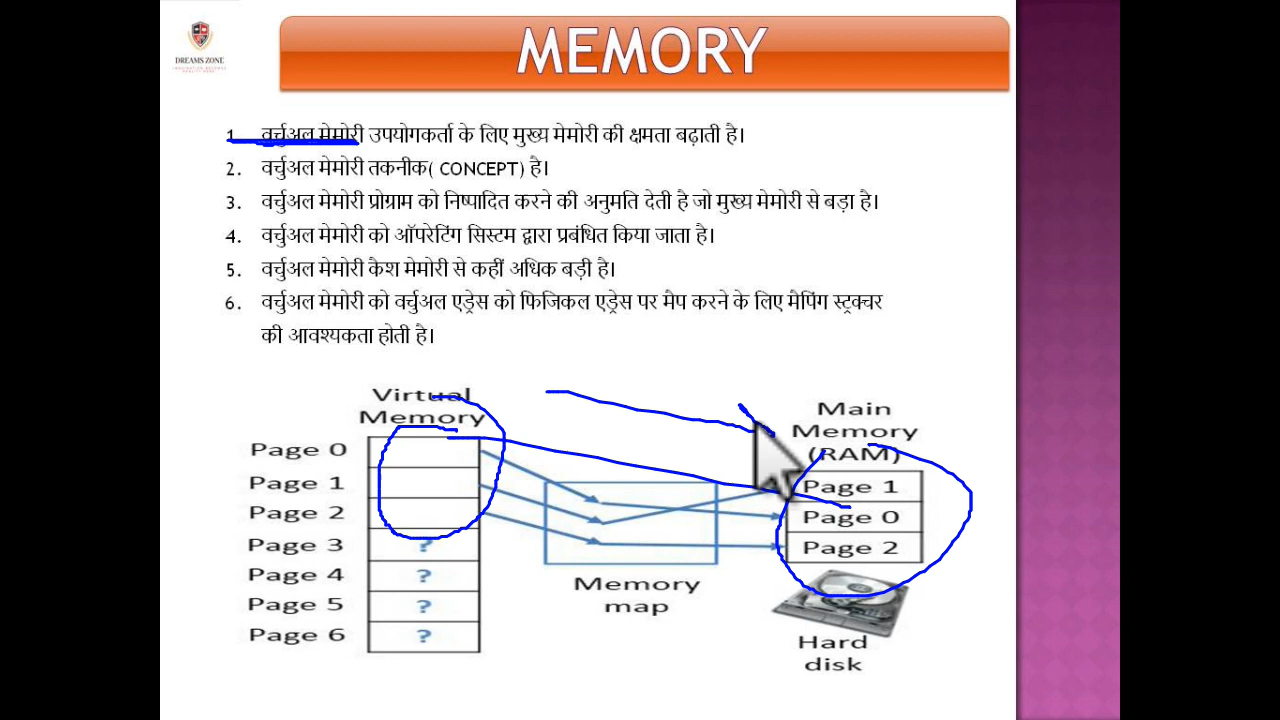 MEMORY
DREAMS ZONE
1. वर्चुअल मेमोरी उपयोगकर्ता के लिए मुख्य मेमोरी की क्षमता बढ़ाती है।
2. वर्चुअल मेमोरी तकनीक( CONCEPT) है।
3. वर्चुअल मेमोरी प्रोग्राम को निष्पादित करने की अनुमति देती है जो मुख्य मेमोरी से बड़ा है।
4. वर्चुअल मेमोरी को ऑपरेटिंग सिस्टम द्वारा प्रबंधित किया जाता है।
5. वर्चुअल मेमोरी कैश मेमोरी से कहीं अधिक बड़ी है।
6. वर्चुअल मेमोरी को वर्चुअल एड्रेस को फिजिकल एड्रेस पर मैप करने के लिए मैपिंग स्ट्रक्चर
की आवश्यकता होती है।
Virtual
Memory
Page 0
Page 1
Page 2
Page 3 ?
Page 4 ?
Page 5 ?
Page 6 ?
Memory
map
Main
Memory
(RAM)
Page 1
Page 0
Page 2
Hard
disk